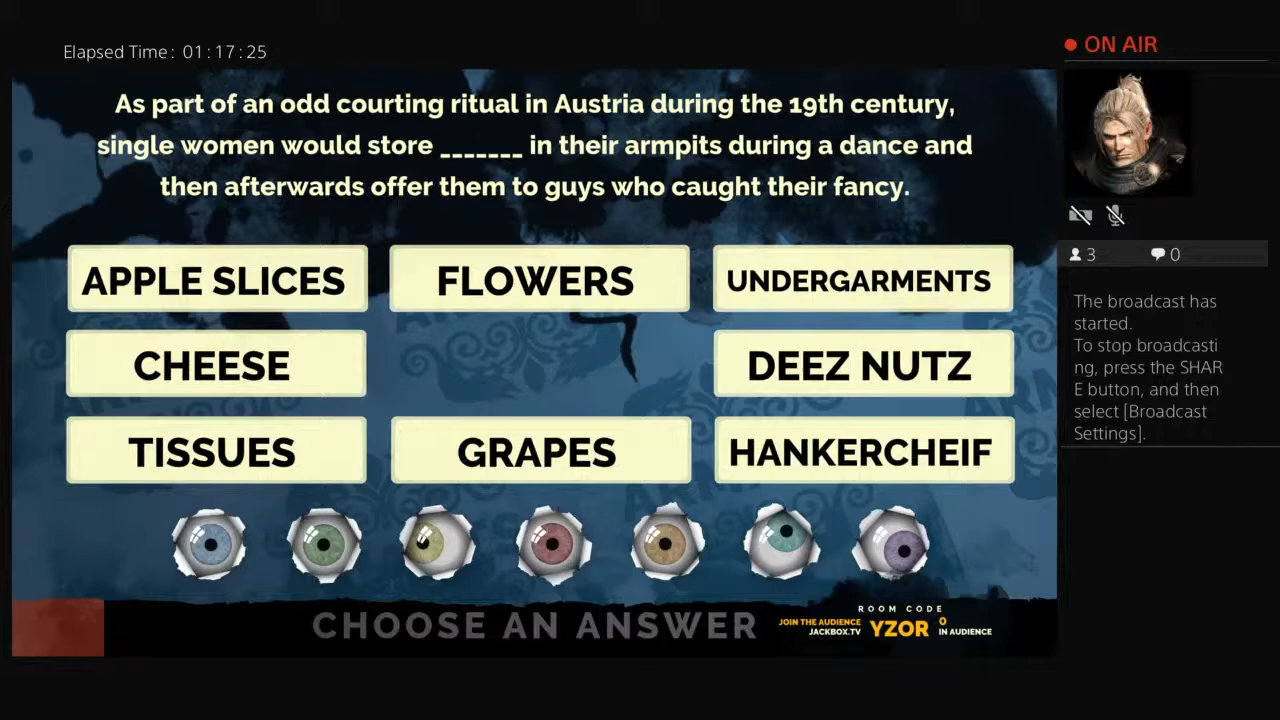 Elapsed Time: 01:17:25
ON AIR
As part of an odd courting ritual in Austria during the 19th century,
single women would store _______ in their armpits during a dance and
then afterwards offer them to guys who caught their fancy.
APPLE SLICES
FLOWERS
UNDERGARMENTS
CHEESE
DEEZ NUTZ
TISSUES
GRAPES
HANKERCHEIF
CHOOSE AN ANSWER
JOIN THE AUDIENCE
JACKBOX.TV
ROOM CODE
YZOR
0
IN AUDIENCE
3
0
The broadcast has
started.
To stop broadcasti
ng, press the SHAR
E button, and then
select [Broadcast
Settings].